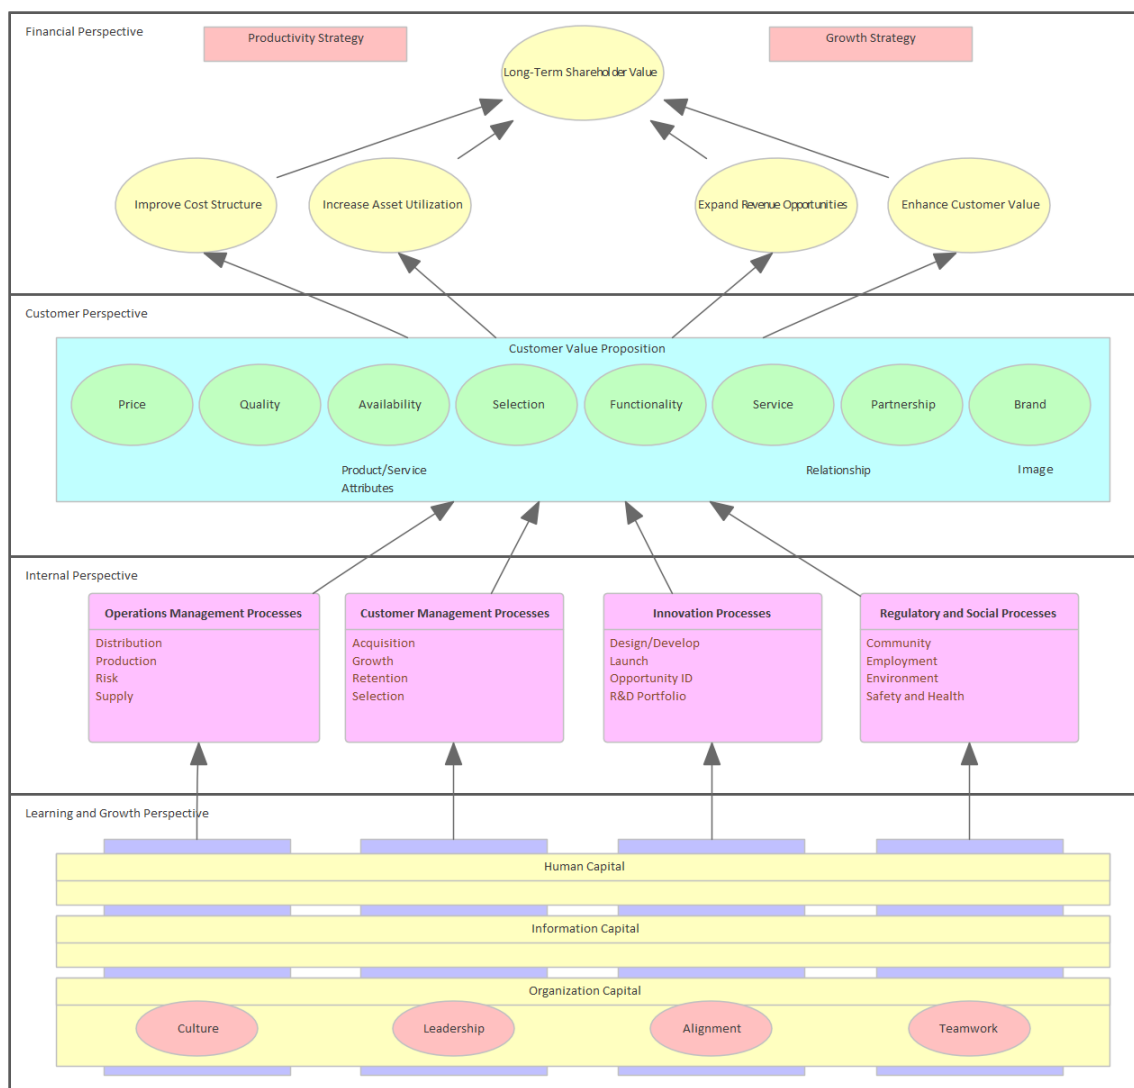 Financial Perspective
Productivity Strategy
Growth Strategy
Long-Term Shareholder Value
Improve Cost Structure
Increase Asset Utilization
Expand Revenue Opportunities
Enhance Customer Value
Customer Perspective
Customer Value Proposition
Price
Quality
Availability
Selection
Functionality
Service
Partnership
Brand
Product/Service
Attributes
Relationship
Image
Internal Perspective
Operations Management Processes
Distribution
Production
Risk
Supply
Customer Management Processes
Acquisition
Growth
Retention
Selection
Innovation Processes
Design/Develop
Launch
Opportunity ID
R&D Portfolio
Regulatory and Social Processes
Community
Employment
Environment
Safety and Health
Learning and Growth Perspective
Human Capital
Information Capital
Organization Capital
Culture
Leadership
Alignment
Teamwork